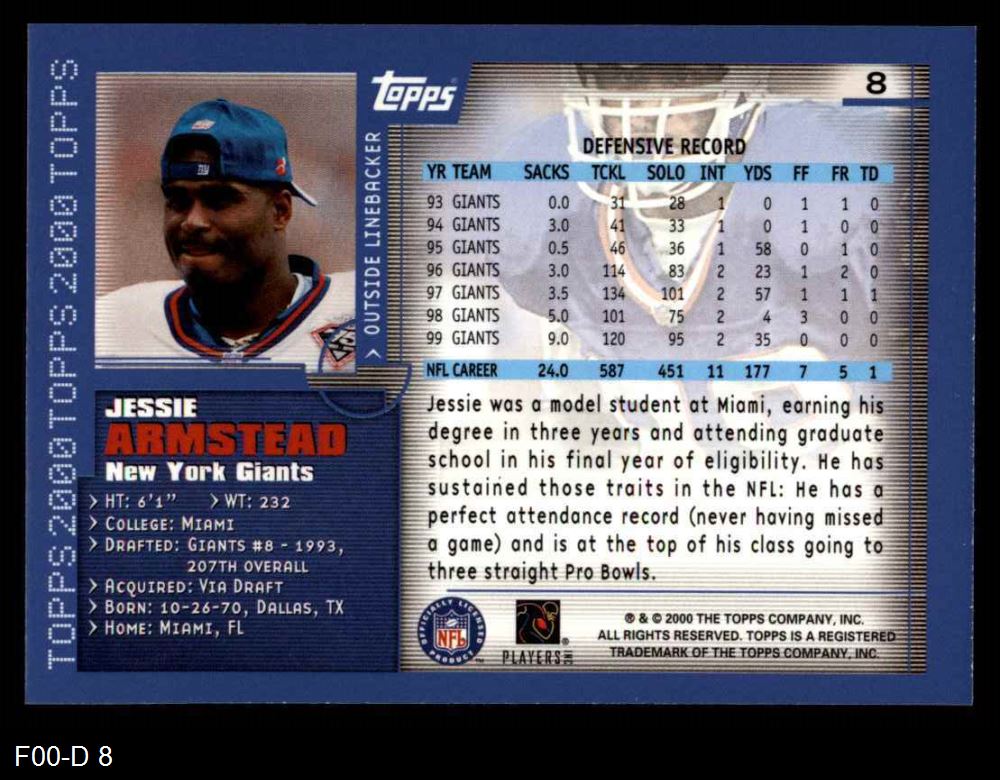 TOPPS 2000 TOPPS 2000 TOPPS 2000 TOPPS
Topps
8
> OUTSIDE LINEBACKER
DEFENSIVE RECORD
YR TEAM SACKS TCKL SOLO INT YDS FF FR TD
93 GIANTS 0.0 31 28 1 0 1 1 0
94 GIANTS 3.0 41 33 1 0 1 0 0
95 GIANTS 0.5 46 36 1 58 0 1 0
96 GIANTS 3.0 114 83 2 23 1 2 0
97 GIANTS 3.5 134 101 2 57 1 1 1
98 GIANTS 5.0 101 75 2 4 3 0 0
99 GIANTS 9.0 120 95 2 35 0 0 0
NFL CAREER 24.0 587 451 11 177 7 5 1
Jessie was a model student at Miami, earning his
degree in three years and attending graduate
school in his final year of eligibility. He has
sustained those traits in the NFL: He has a
perfect attendance record (never having missed
a game) and is at the top of his class going to
three straight Pro Bowls.
JESSIE
ARMSTEAD
New York Giants
> HT: 6'1" > WT: 232
> COLLEGE: MIAMI
> DRAFTED: GIANTS #8 - 1993,
207TH OVERALL
> ACQUIRED: VIA DRAFT
> BORN: 10-26-70, DALLAS, TX
> HOME: MIAMI, FL
OFFICIALLY LICENSED
NFL
PRODUCT
™
PLAYERS INC
®
® & © 2000 THE TOPPS COMPANY, INC.
ALL RIGHTS RESERVED. TOPPS IS A REGISTERED
TRADEMARK OF THE TOPPS COMPANY, INC.
F00-D 8